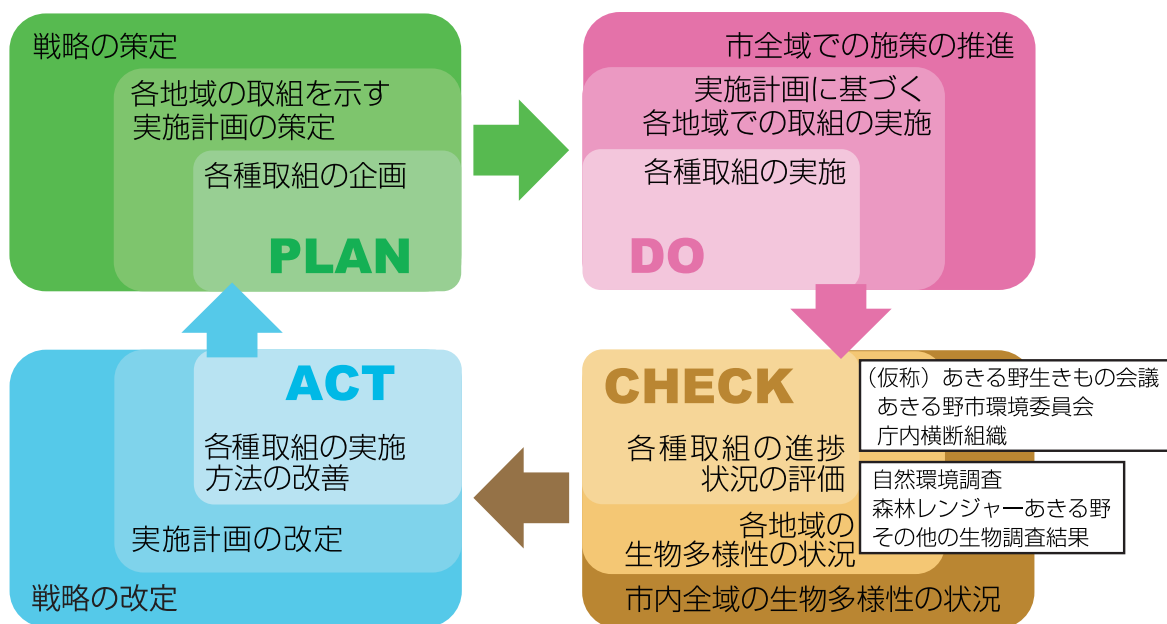 戦略の策定
各地域の取組を示す
実施計画の策定
各種取組の企画
PLAN
市全域での施策の推進
実施計画に基づく
各地域での取組の実施
各種取組の実施
DO
CHECK
各種取組の進捗
状況の評価
各地域の
生物多様性の状況
市内全域の生物多様性の状況
（仮称）あきる野生きもの会議
あきる野市環境委員会
庁内横断組織
自然環境調査
森林レンジャーあきる野
その他の生物調査結果
ACT
各種取組の実施
方法の改善
実施計画の改定
戦略の改定